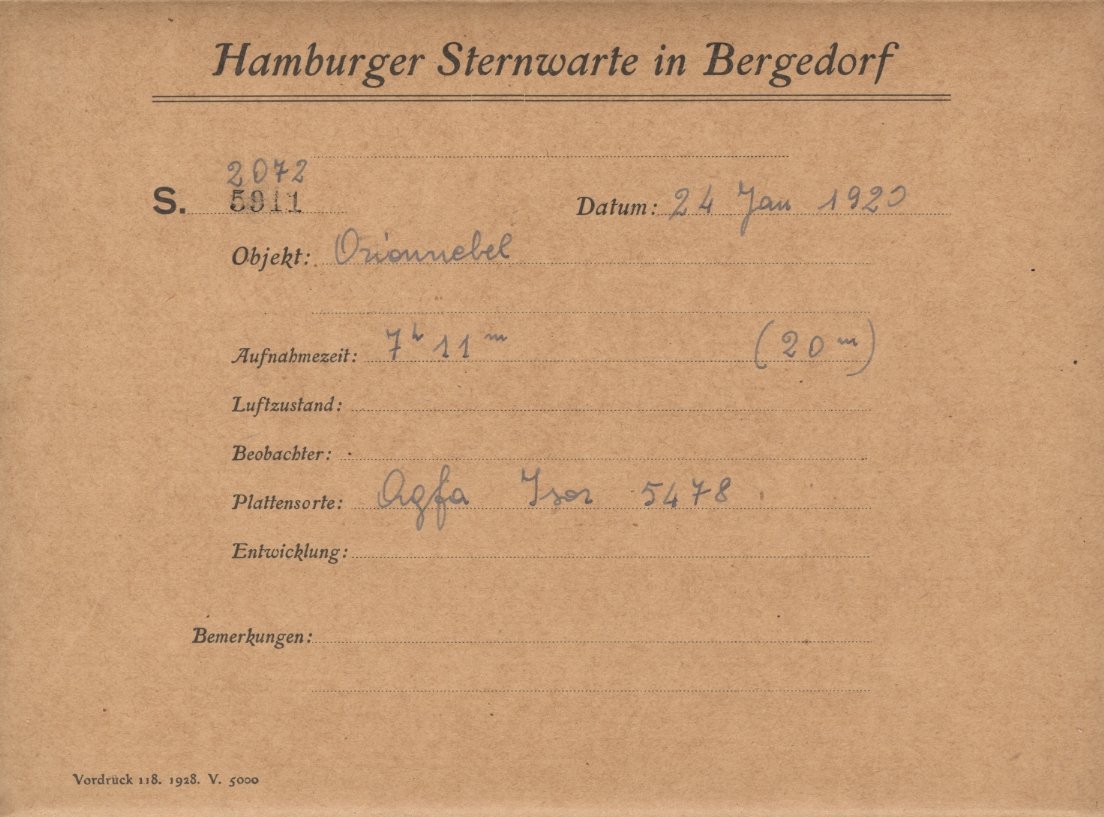 Hamburger Sternwarte in Bergedorf
2072
S. 5911
Datum: 24 Jan 1920
Objekt: Orionnebel
Aufnahmezeit: 7h 11m (20m)
Luftzustand:
Beobachter:
Plattensorte: Agfa Isor 5478
Entwicklung:
Bemerkungen:
Vordrück 118. 1928. V. 5000